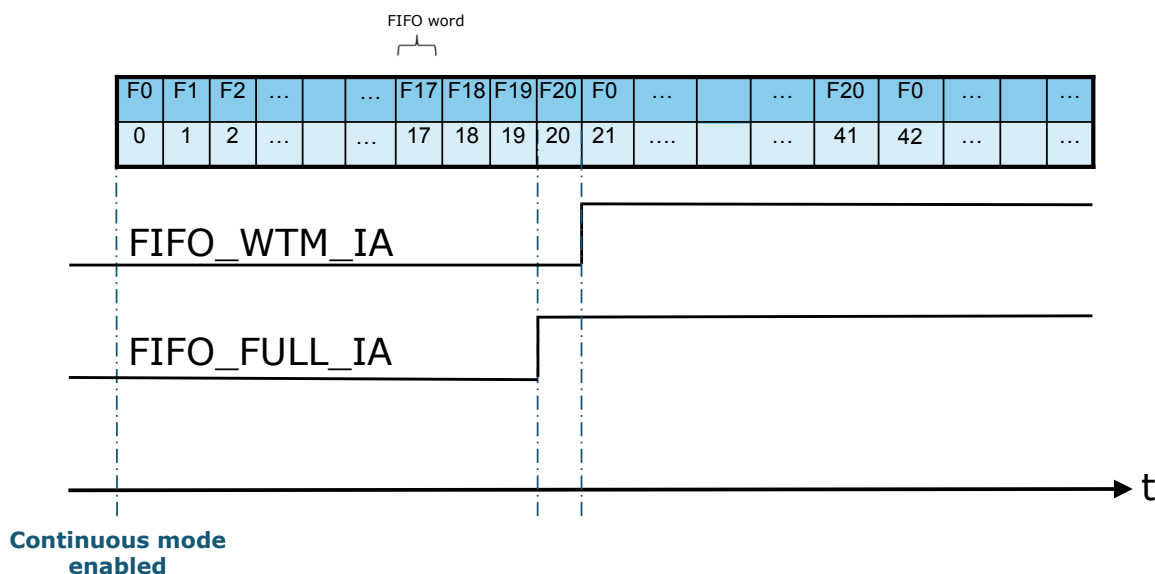 FIFO word
F0 F1 F2 … … F17 F18 F19 F20 F0 … … F20 F0 … …
0 1 2 … … 17 18 19 20 21 …. … 41 42 … …
FIFO_WTM_IA
FIFO_FULL_IA
t
Continuous mode
enabled